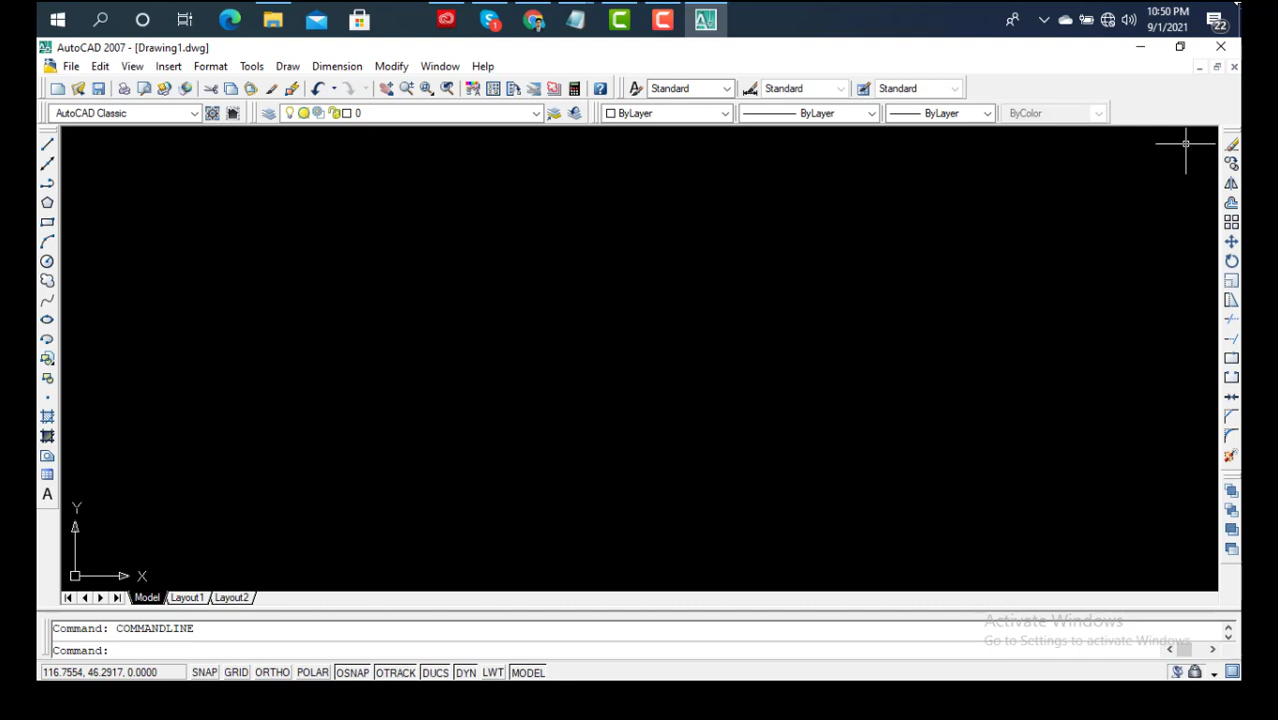 10:50 PM
9/1/2021
22
1
AutoCAD 2007 - [Drawing1.dwg]
File Edit View Insert Format Tools Draw Dimension Modify Window Help
Standard Standard Standard
AutoCAD Classic 0 ByLayer ByLayer ByLayer ByColor
A
Y
X
Model Layout1 Layout2
Command: COMMANDLINE
Activate Windows
Go to Settings to activate Windows.
Command:
116.7554, 46.2917, 0.0000 SNAP GRID ORTHO POLAR OSNAP OTRACK DUCS DYN LWT MODEL